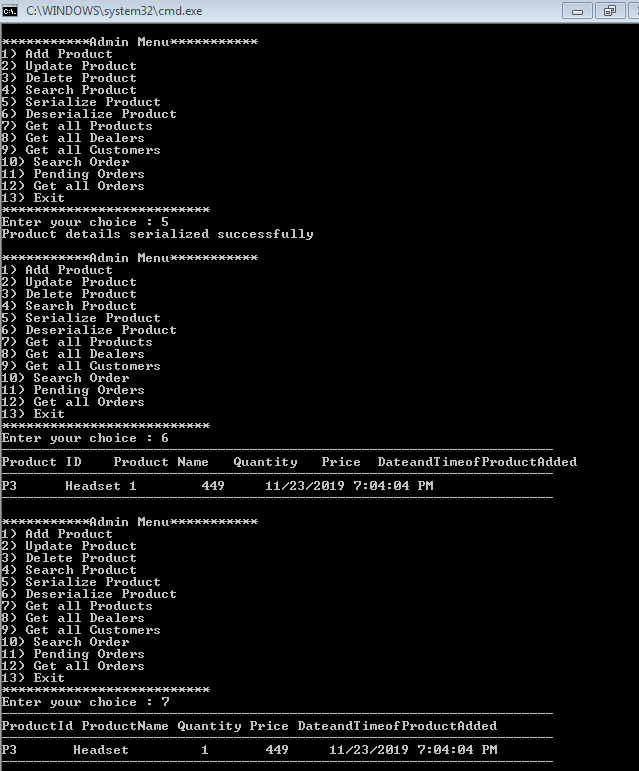 C:\WINDOWS\system32\cmd.exe
***********Admin Menu***********
1) Add Product
2) Update Product
3) Delete Product
4) Search Product
5) Serialize Product
6) Deserialize Product
7) Get all Products
8) Get all Dealers
9) Get all Customers
10) Search Order
11) Pending Orders
12) Get all Orders
13) Exit
**************************
Enter your choice : 5
Product details serialized successfully
***********Admin Menu***********
1) Add Product
2) Update Product
3) Delete Product
4) Search Product
5) Serialize Product
6) Deserialize Product
7) Get all Products
8) Get all Dealers
9) Get all Customers
10) Search Order
11) Pending Orders
12) Get all Orders
13) Exit
**************************
Enter your choice : 6
---------------------------------------------------------------------
Product ID    Product Name   Quantity   Price  DateandTimeofProductAdded
---------------------------------------------------------------------
P3      Headset 1        449     11/23/2019 7:04:04 PM
---------------------------------------------------------------------
***********Admin Menu***********
1) Add Product
2) Update Product
3) Delete Product
4) Search Product
5) Serialize Product
6) Deserialize Product
7) Get all Products
8) Get all Dealers
9) Get all Customers
10) Search Order
11) Pending Orders
12) Get all Orders
13) Exit
**************************
Enter your choice : 7
---------------------------------------------------------------------
ProductId ProductName Quantity Price DateandTimeofProductAdded
---------------------------------------------------------------------
P3       Headset         1       449     11/23/2019 7:04:04 PM
---------------------------------------------------------------------